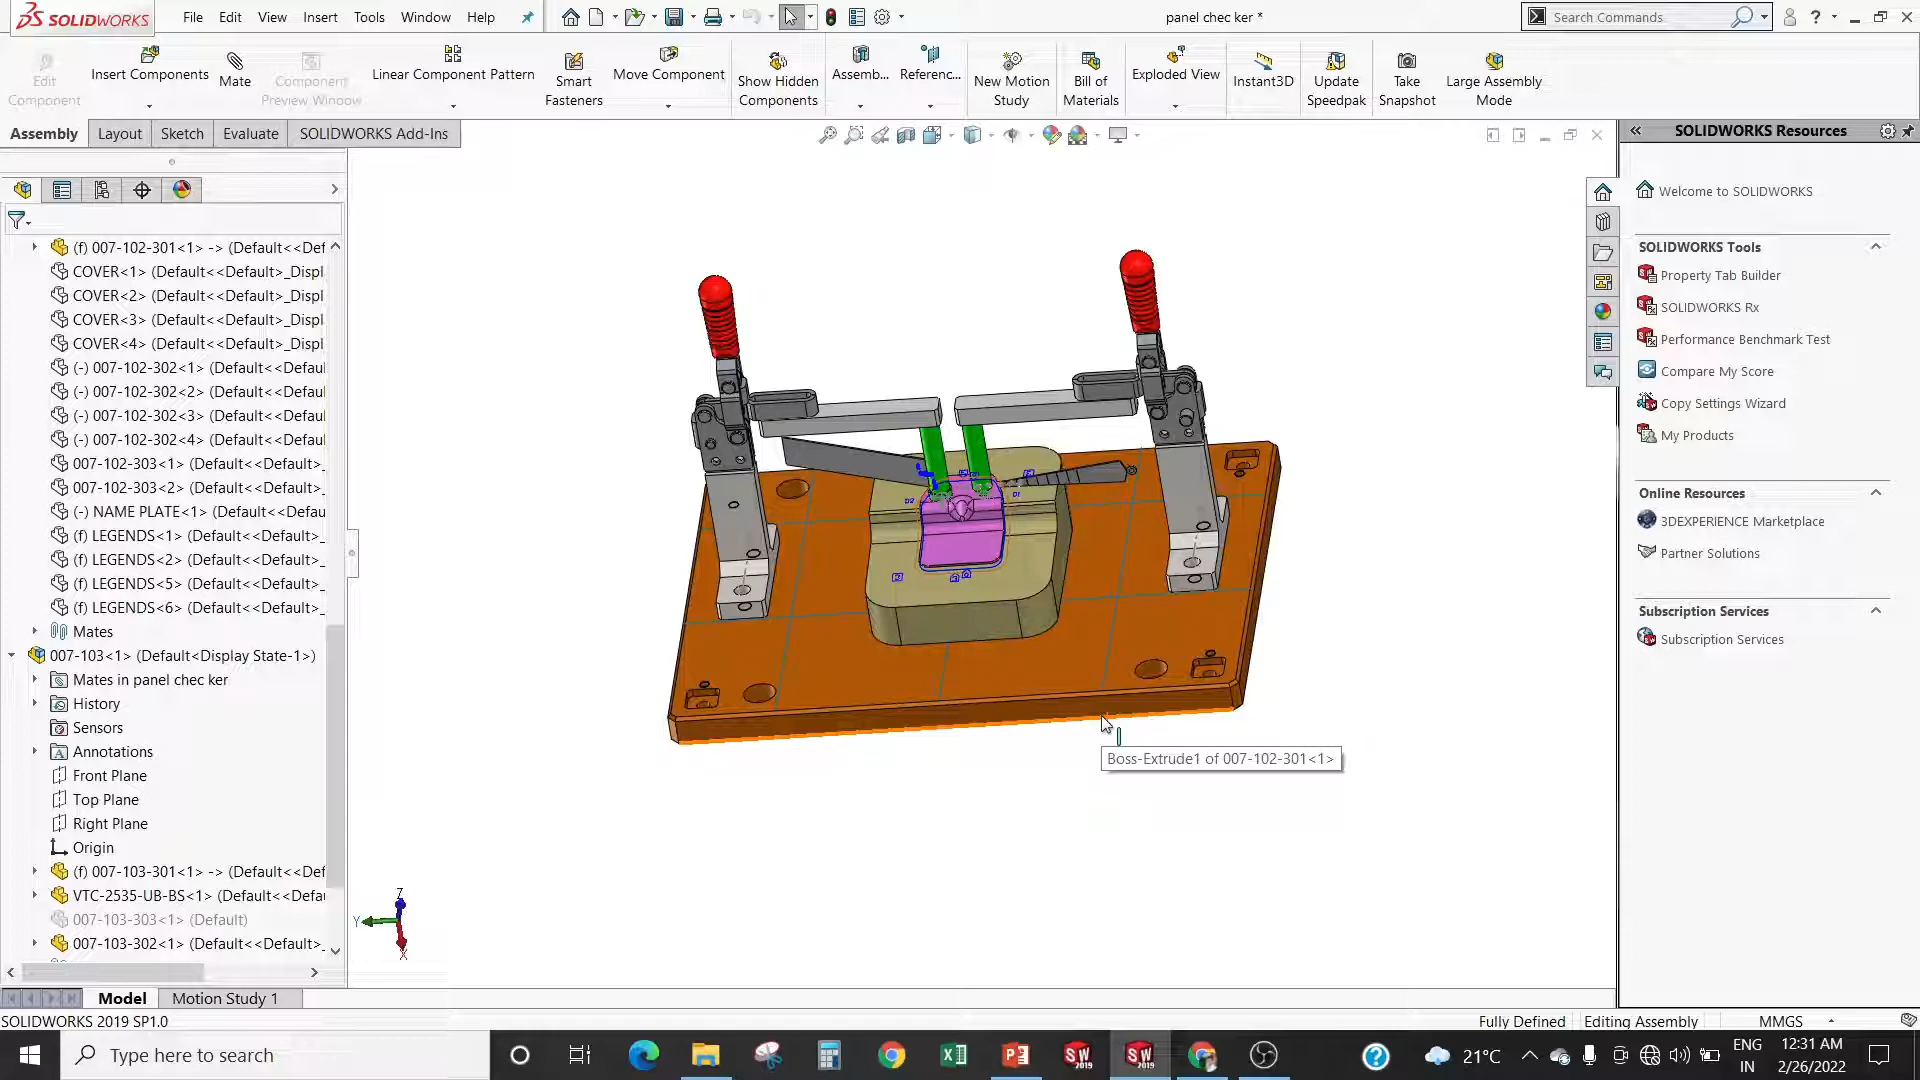 SOLIDWORKS
File Edit View Insert Tools Window Help
panel chec ker *
Search Commands
Edit Component
Insert Components
Mate
Component Preview Window
Linear Component Pattern
Smart Fasteners
Move Component
Show Hidden Components
Assemb...
Referenc...
New Motion Study
Bill of Materials
Exploded View
Instant3D
Update Speedpak
Take Snapshot
Large Assembly Mode
Assembly Layout Sketch Evaluate SOLIDWORKS Add-Ins
(f) 007-102-301<1> -> (Default<<Def
COVER<1> (Default<<Default>_Displ
COVER<2> (Default<<Default>_Displ
COVER<3> (Default<<Default>_Displ
COVER<4> (Default<<Default>_Displ
(-) 007-102-302<1> (Default<<Defaul
(-) 007-102-302<2> (Default<<Defaul
(-) 007-102-302<3> (Default<<Defaul
(-) 007-102-302<4> (Default<<Defaul
007-102-303<1> (Default<<Default>_
007-102-303<2> (Default<<Default>_
(-) NAME PLATE<1> (Default<<Defau
(f) LEGENDS<1> (Default<<Default>_
(f) LEGENDS<2> (Default<<Default>_
(f) LEGENDS<5> (Default<<Default>_
(f) LEGENDS<6> (Default<<Default>_
Mates
007-103<1> (Default<Display State-1>)
Mates in panel chec ker
History
Sensors
Annotations
Front Plane
Top Plane
Right Plane
Origin
(f) 007-103-301<1> -> (Default<<Def
VTC-2535-UB-BS<1> (Default<<Defau
007-103-303<1> (Default)
007-103-302<1> (Default<<Default>_
Boss-Extrude1 of 007-102-301<1>
Z
Y
X
SOLIDWORKS Resources
Welcome to SOLIDWORKS
SOLIDWORKS Tools
Property Tab Builder
SOLIDWORKS Rx
Performance Benchmark Test
Compare My Score
Copy Settings Wizard
My Products
Online Resources
3DEXPERIENCE Marketplace
Partner Solutions
Subscription Services
Subscription Services
Model Motion Study 1
SOLIDWORKS 2019 SP1.0
Fully Defined Editing Assembly MMGS
Type here to search
SW 2019
SW 2019
21°C
ENG
IN
12:31 AM
2/26/2022